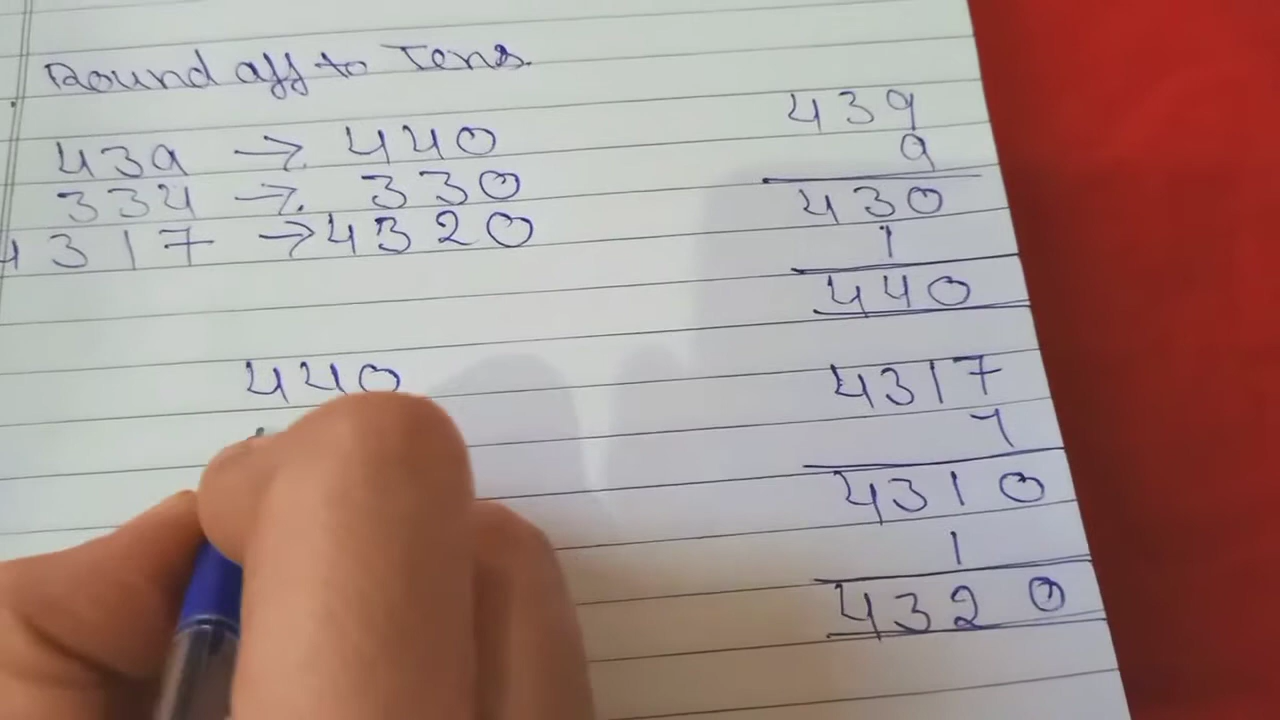 Round off to Tens.
439 → 440
334 → 330
4317 → 4320
440
439
9
430
1
440
4317
7
4310
1
4320